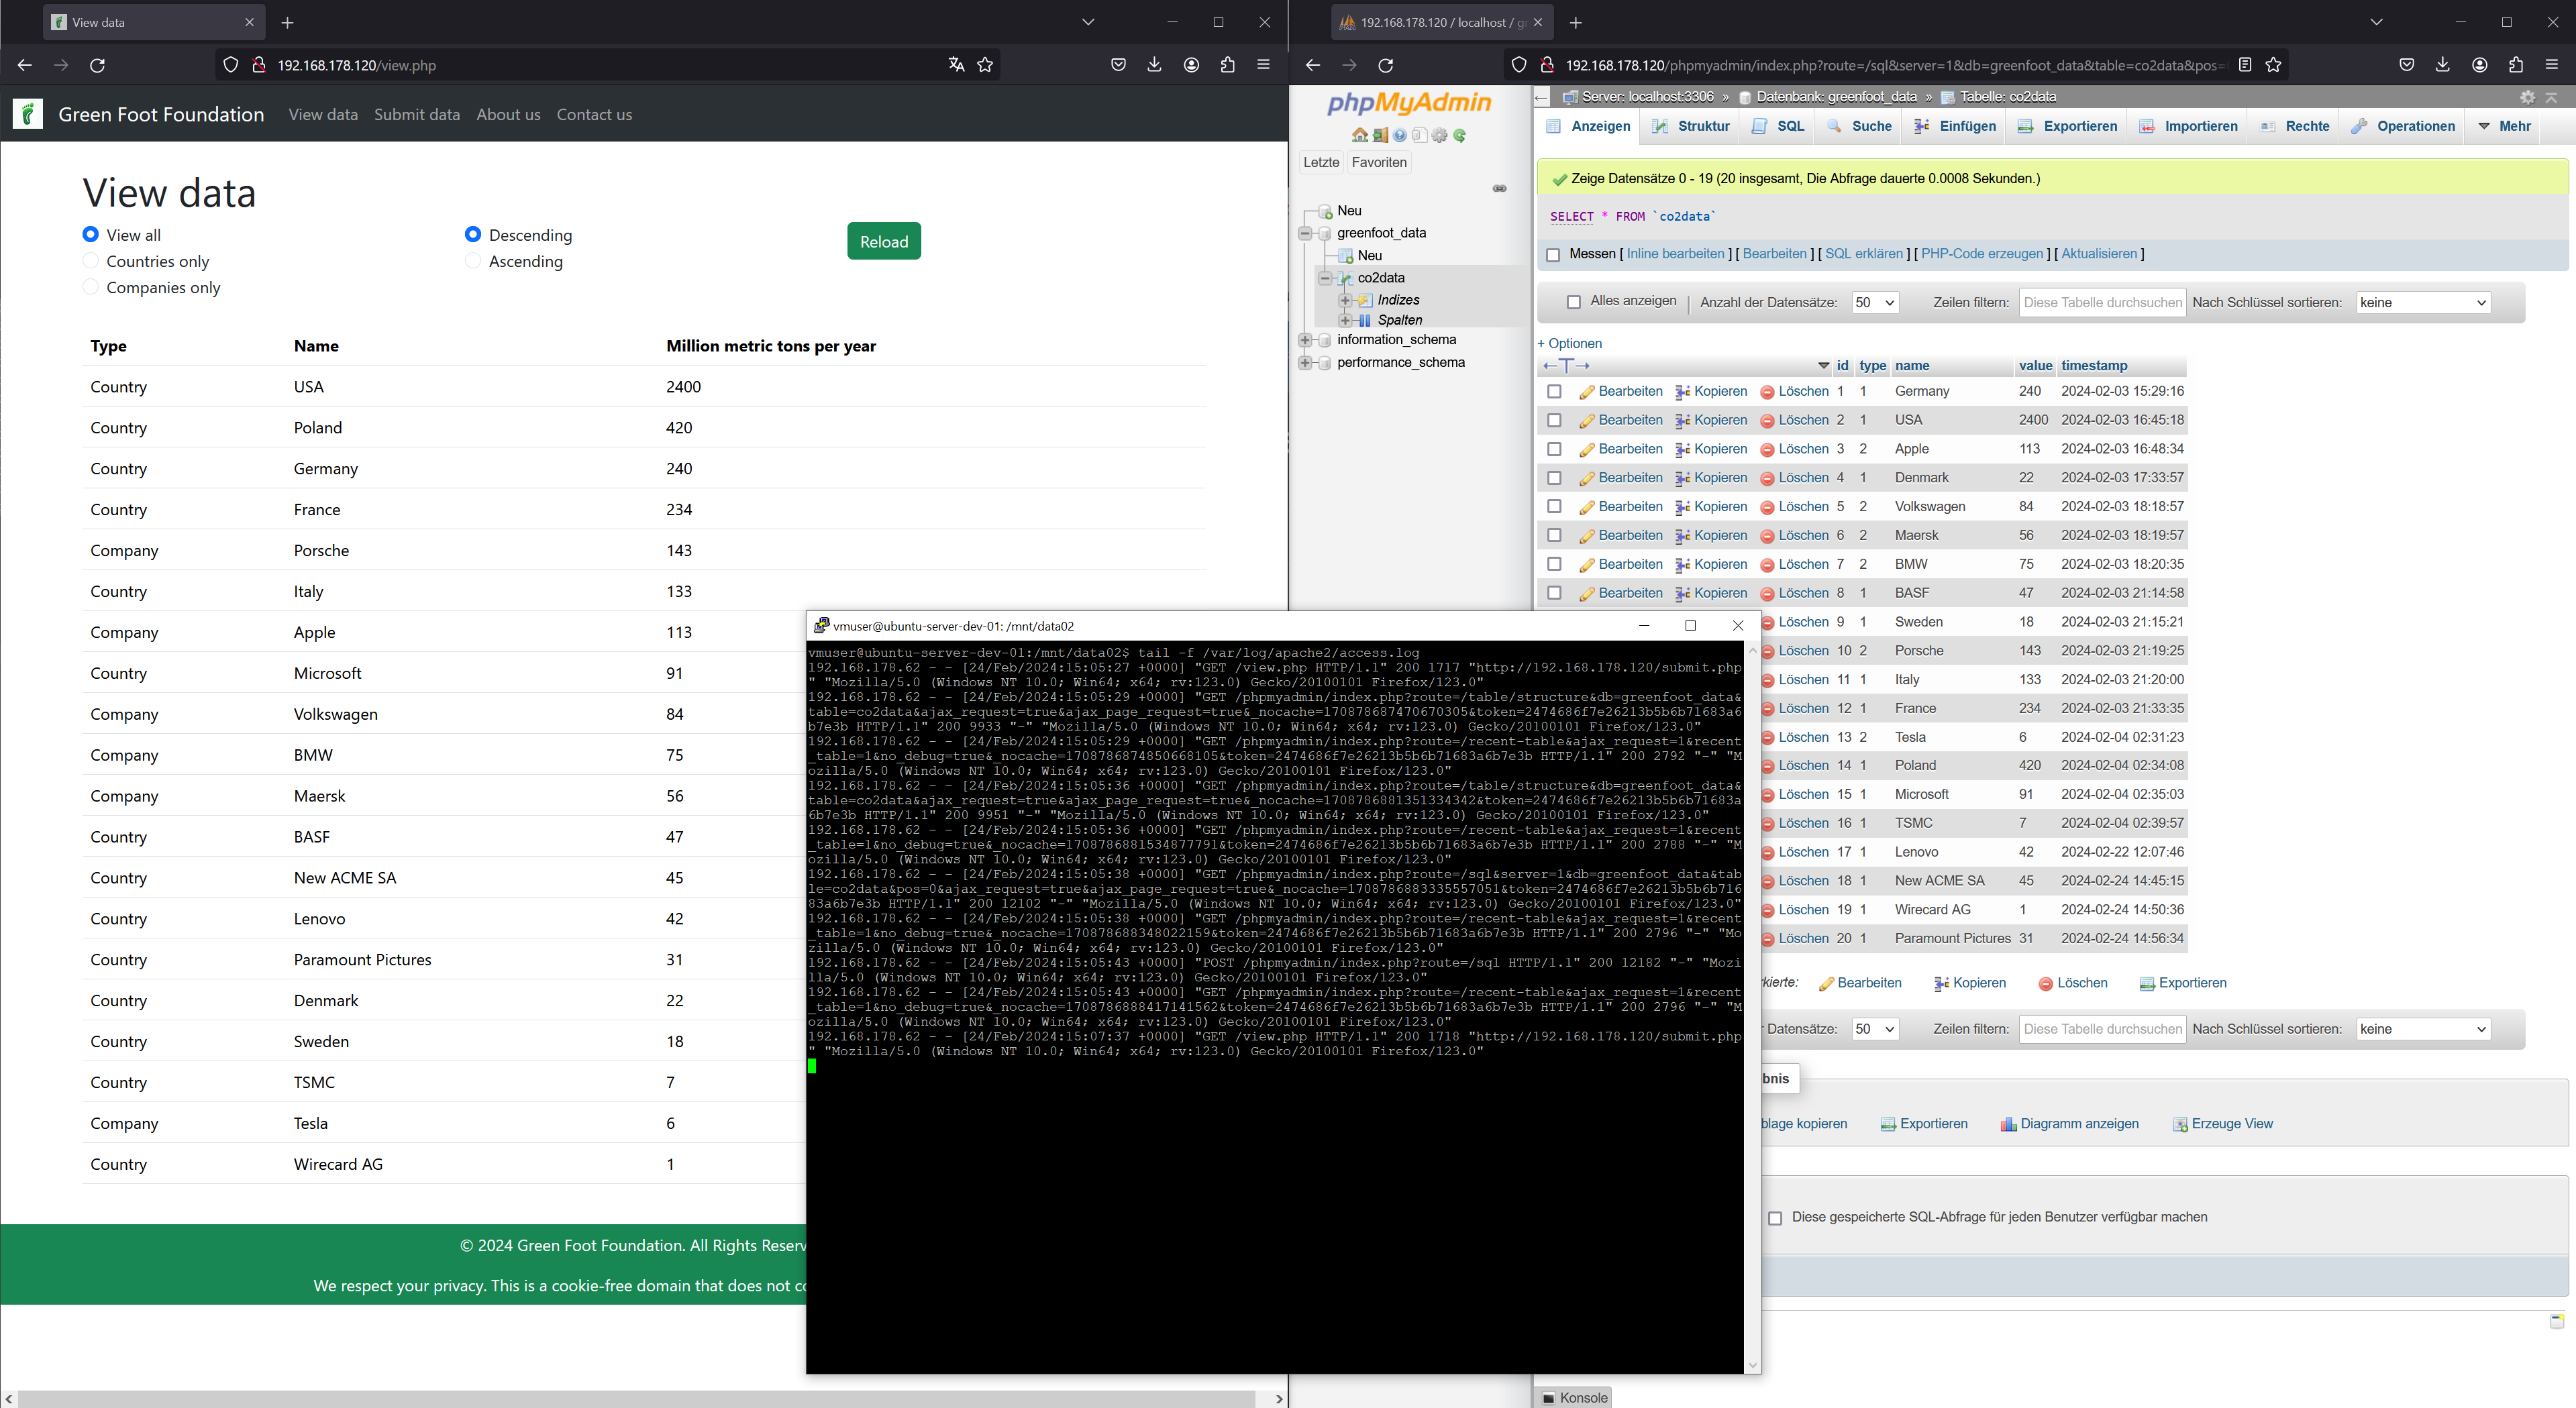 View data
192.168.178.120/view.php
Green Foot Foundation View data Submit data About us Contact us
View data
View all Descending Reload
Countries only Ascending
Companies only
Type Name Million metric tons per year
Country USA 2400
Country Poland 420
Country Germany 240
Country France 234
Company Porsche 143
Country Italy 133
Company Apple 113
Country Microsoft 91
Company Volkswagen 84
Company BMW 75
Company Maersk 56
Country BASF 47
Country New ACME SA 45
Country Lenovo 42
Country Paramount Pictures 31
Country Denmark 22
Country Sweden 18
Country TSMC 7
Company Tesla 6
Country Wirecard AG 1
© 2024 Green Foot Foundation. All Rights Reserv
We respect your privacy. This is a cookie-free domain that does not co
192.168.178.120 / localhost / g
192.168.178.120/phpmyadmin/index.php?route=/sql&server=1&db=greenfoot_data&table=co2data&pos=
phpMyAdmin
Letzte Favoriten
Neu
greenfoot_data
Neu
co2data
Indizes
Spalten
information_schema
performance_schema
Server: localhost:3306 » Datenbank: greenfoot_data » Tabelle: co2data
Anzeigen Struktur SQL Suche Einfügen Exportieren Importieren Rechte Operationen Mehr
Zeige Datensätze 0 - 19 (20 insgesamt, Die Abfrage dauerte 0.0008 Sekunden.)
SELECT * FROM `co2data`
Messen [ Inline bearbeiten ] [ Bearbeiten ] [ SQL erklären ] [ PHP-Code erzeugen ] [ Aktualisieren ]
Alles anzeigen | Anzahl der Datensätze: 50 Zeilen filtern: Diese Tabelle durchsuchen Nach Schlüssel sortieren: keine
+ Optionen
←T→ id type name value timestamp
Bearbeiten Kopieren Löschen 1 1 Germany 240 2024-02-03 15:29:16
Bearbeiten Kopieren Löschen 2 1 USA 2400 2024-02-03 16:45:18
Bearbeiten Kopieren Löschen 3 2 Apple 113 2024-02-03 16:48:34
Bearbeiten Kopieren Löschen 4 1 Denmark 22 2024-02-03 17:33:57
Bearbeiten Kopieren Löschen 5 2 Volkswagen 84 2024-02-03 18:18:57
Bearbeiten Kopieren Löschen 6 2 Maersk 56 2024-02-03 18:19:57
Bearbeiten Kopieren Löschen 7 2 BMW 75 2024-02-03 18:20:35
Bearbeiten Kopieren Löschen 8 1 BASF 47 2024-02-03 21:14:58
Löschen 9 1 Sweden 18 2024-02-03 21:15:21
Löschen 10 2 Porsche 143 2024-02-03 21:19:25
Löschen 11 1 Italy 133 2024-02-03 21:20:00
Löschen 12 1 France 234 2024-02-03 21:33:35
Löschen 13 2 Tesla 6 2024-02-04 02:31:23
Löschen 14 1 Poland 420 2024-02-04 02:34:08
Löschen 15 1 Microsoft 91 2024-02-04 02:35:03
Löschen 16 1 TSMC 7 2024-02-04 02:39:57
Löschen 17 1 Lenovo 42 2024-02-22 12:07:46
Löschen 18 1 New ACME SA 45 2024-02-24 14:45:15
Löschen 19 1 Wirecard AG 1 2024-02-24 14:50:36
Löschen 20 1 Paramount Pictures 31 2024-02-24 14:56:34
kierte: Bearbeiten Kopieren Löschen Exportieren
r Datensätze: 50 Zeilen filtern: Diese Tabelle durchsuchen Nach Schlüssel sortieren: keine
bnis
blage kopieren Exportieren Diagramm anzeigen Erzeuge View
Diese gespeicherte SQL-Abfrage für jeden Benutzer verfügbar machen
Konsole
vmuser@ubuntu-server-dev-01: /mnt/data02
vmuser@ubuntu-server-dev-01:/mnt/data02$ tail -f /var/log/apache2/access.log
192.168.178.62 - - [24/Feb/2024:15:05:27 +0000] "GET /view.php HTTP/1.1" 200 1717 "http://192.168.178.120/submit.php
" "Mozilla/5.0 (Windows NT 10.0; Win64; x64; rv:123.0) Gecko/20100101 Firefox/123.0"
192.168.178.62 - - [24/Feb/2024:15:05:29 +0000] "GET /phpmyadmin/index.php?route=/table/structure&db=greenfoot_data&
table=co2data&ajax_request=true&ajax_page_request=true&_nocache=170878687470670305&token=2474686f7e26213b5b6b71683a6
b7e3b HTTP/1.1" 200 9933 "-" "Mozilla/5.0 (Windows NT 10.0; Win64; x64; rv:123.0) Gecko/20100101 Firefox/123.0"
192.168.178.62 - - [24/Feb/2024:15:05:29 +0000] "GET /phpmyadmin/index.php?route=/recent-table&ajax_request=1&recent
_table=1&no_debug=true&_nocache=1708786874850668105&token=2474686f7e26213b5b6b71683a6b7e3b HTTP/1.1" 200 2792 "-" "M
ozilla/5.0 (Windows NT 10.0; Win64; x64; rv:123.0) Gecko/20100101 Firefox/123.0"
192.168.178.62 - - [24/Feb/2024:15:05:36 +0000] "GET /phpmyadmin/index.php?route=/table/structure&db=greenfoot_data&
table=co2data&ajax_request=true&ajax_page_request=true&_nocache=1708786881351334342&token=2474686f7e26213b5b6b71683a
6b7e3b HTTP/1.1" 200 9951 "-" "Mozilla/5.0 (Windows NT 10.0; Win64; x64; rv:123.0) Gecko/20100101 Firefox/123.0"
192.168.178.62 - - [24/Feb/2024:15:05:36 +0000] "GET /phpmyadmin/index.php?route=/recent-table&ajax_request=1&recent
_table=1&no_debug=true&_nocache=1708786881534877791&token=2474686f7e26213b5b6b71683a6b7e3b HTTP/1.1" 200 2788 "-" "M
ozilla/5.0 (Windows NT 10.0; Win64; x64; rv:123.0) Gecko/20100101 Firefox/123.0"
192.168.178.62 - - [24/Feb/2024:15:05:38 +0000] "GET /phpmyadmin/index.php?route=/sql&server=1&db=greenfoot_data&tab
le=co2data&pos=0&ajax_request=true&ajax_page_request=true&_nocache=1708786883335557051&token=2474686f7e26213b5b6b716
83a6b7e3b HTTP/1.1" 200 12102 "-" "Mozilla/5.0 (Windows NT 10.0; Win64; x64; rv:123.0) Gecko/20100101 Firefox/123.0"
192.168.178.62 - - [24/Feb/2024:15:05:38 +0000] "GET /phpmyadmin/index.php?route=/recent-table&ajax_request=1&recent
_table=1&no_debug=true&_nocache=170878688348022159&token=2474686f7e26213b5b6b71683a6b7e3b HTTP/1.1" 200 2796 "-" "Mo
zilla/5.0 (Windows NT 10.0; Win64; x64; rv:123.0) Gecko/20100101 Firefox/123.0"
192.168.178.62 - - [24/Feb/2024:15:05:43 +0000] "POST /phpmyadmin/index.php?route=/sql HTTP/1.1" 200 12182 "-" "Mozi
lla/5.0 (Windows NT 10.0; Win64; x64; rv:123.0) Gecko/20100101 Firefox/123.0"
192.168.178.62 - - [24/Feb/2024:15:05:43 +0000] "GET /phpmyadmin/index.php?route=/recent-table&ajax_request=1&recent
_table=1&no_debug=true&_nocache=1708786888417141562&token=2474686f7e26213b5b6b71683a6b7e3b HTTP/1.1" 200 2796 "-" "M
ozilla/5.0 (Windows NT 10.0; Win64; x64; rv:123.0) Gecko/20100101 Firefox/123.0"
192.168.178.62 - - [24/Feb/2024:15:07:37 +0000] "GET /view.php HTTP/1.1" 200 1718 "http://192.168.178.120/submit.php
" "Mozilla/5.0 (Windows NT 10.0; Win64; x64; rv:123.0) Gecko/20100101 Firefox/123.0"